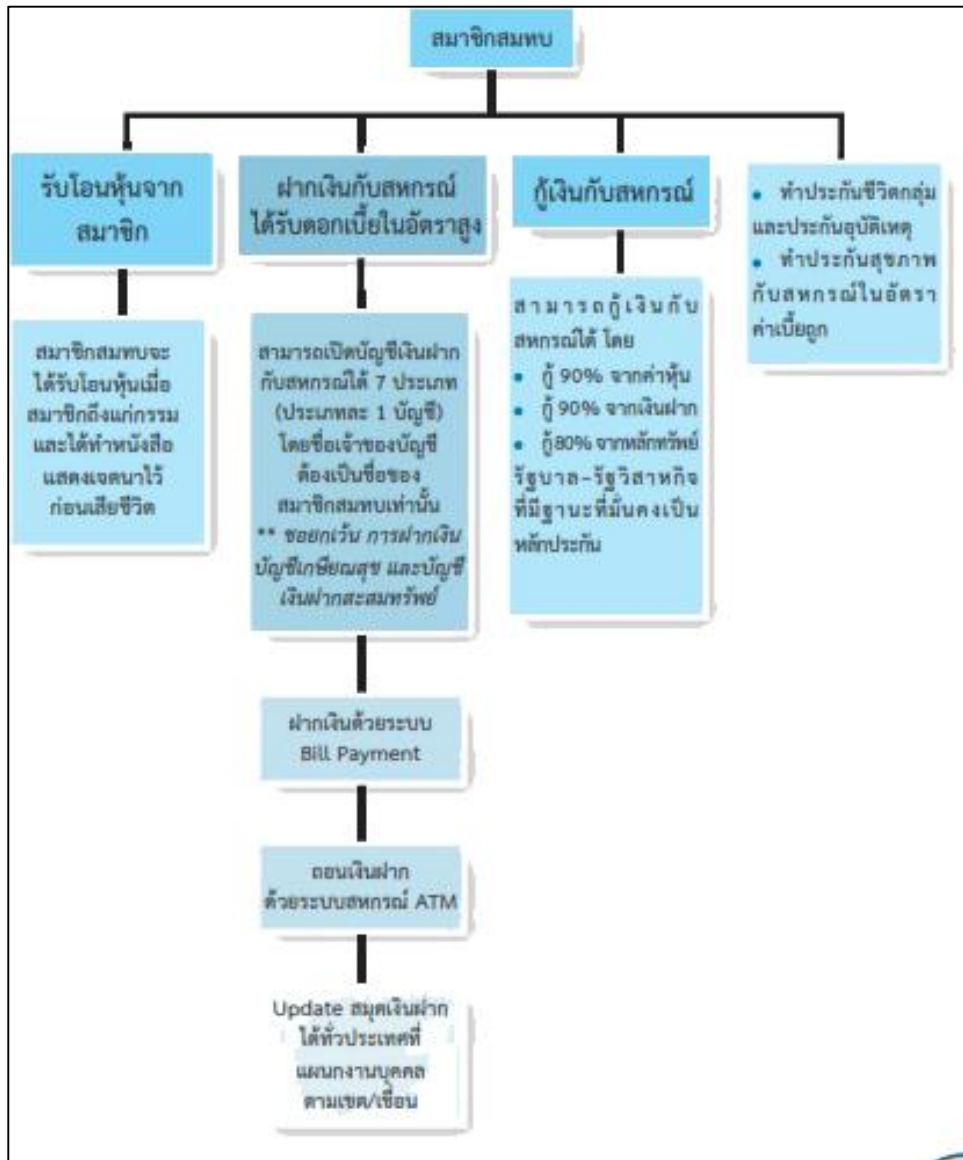 สมาชิกสมทบ
รับโอนหุ้นจาก
สมาชิก
สมาชิกสมทบจะ
ได้รับโอนหุ้นเมื่อ
สมาชิกถึงแก่กรรม
และได้ทำหนังสือ
แสดงเจตนาไว้
ก่อนเสียชีวิต
ฝากเงินกับสหกรณ์
ได้รับดอกเบี้ยในอัตราสูง
สามารถเปิดบัญชีเงินฝาก
กับสหกรณ์ได้ 7 ประเภท
(ประเภทละ 1 บัญชี)
โดยชื่อเจ้าของบัญชี
ต้องเป็นชื่อของ
สมาชิกสมทบเท่านั้น
** ขอยกเว้น การฝากเงิน
บัญชีเกษียณสุข และบัญชี
เงินฝากสะสมทรัพย์
ฝากเงินด้วยระบบ
Bill Payment
ถอนเงินฝาก
ด้วยระบบสหกรณ์ ATM
Update สมุดเงินฝาก
ได้ทั่วประเทศที่
แผนกงานบุคคล
ตามเขต/เขื่อน
กู้เงินกับสหกรณ์
สามารถกู้เงินกับ
สหกรณ์ได้ โดย
• กู้ 90% จากค่าหุ้น
• กู้ 90% จากเงินฝาก
• กู้80% จากหลักทรัพย์
รัฐบาล-รัฐวิสาหกิจ
ที่มีฐานะที่มั่นคงเป็น
หลักประกัน
• ทำประกันชีวิตกลุ่ม
และประกันอุบัติเหตุ
• ทำประกันสุขภาพ
กับสหกรณ์ในอัตรา
ค่าเบี้ยถูก